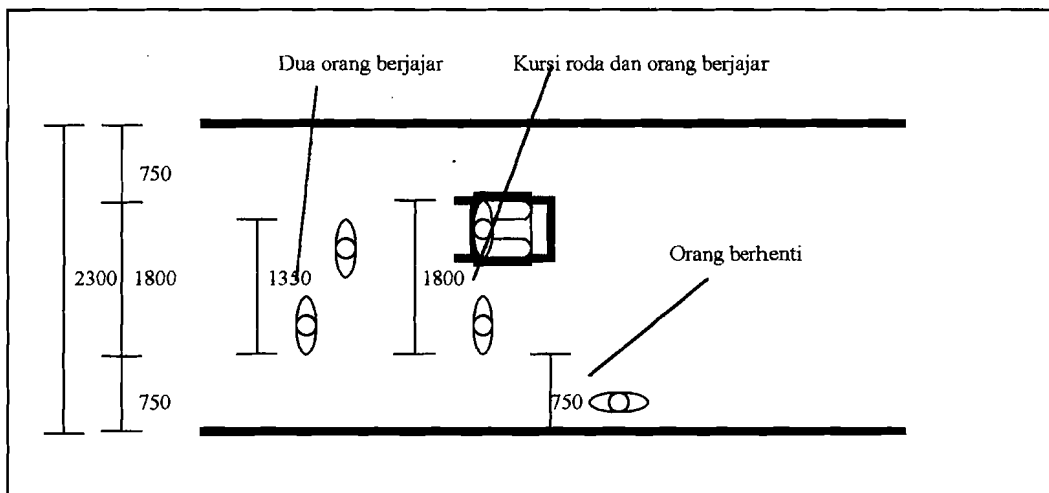 Dua orang berjajar
Kursi roda dan orang berjajar
750
2300
1800
1350
1800
Orang berhenti
750
750